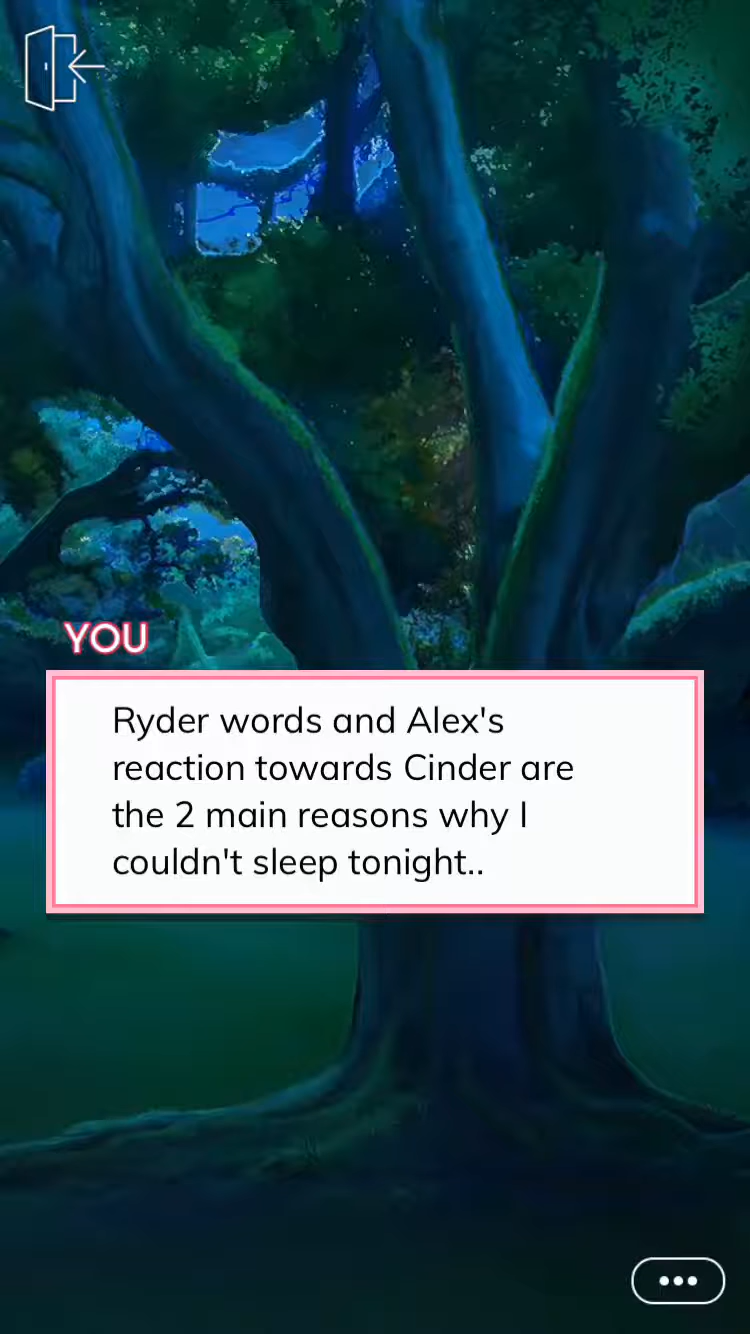 YOU
Ryder words and Alex's
reaction towards Cinder are
the 2 main reasons why I
couldn't sleep tonight..